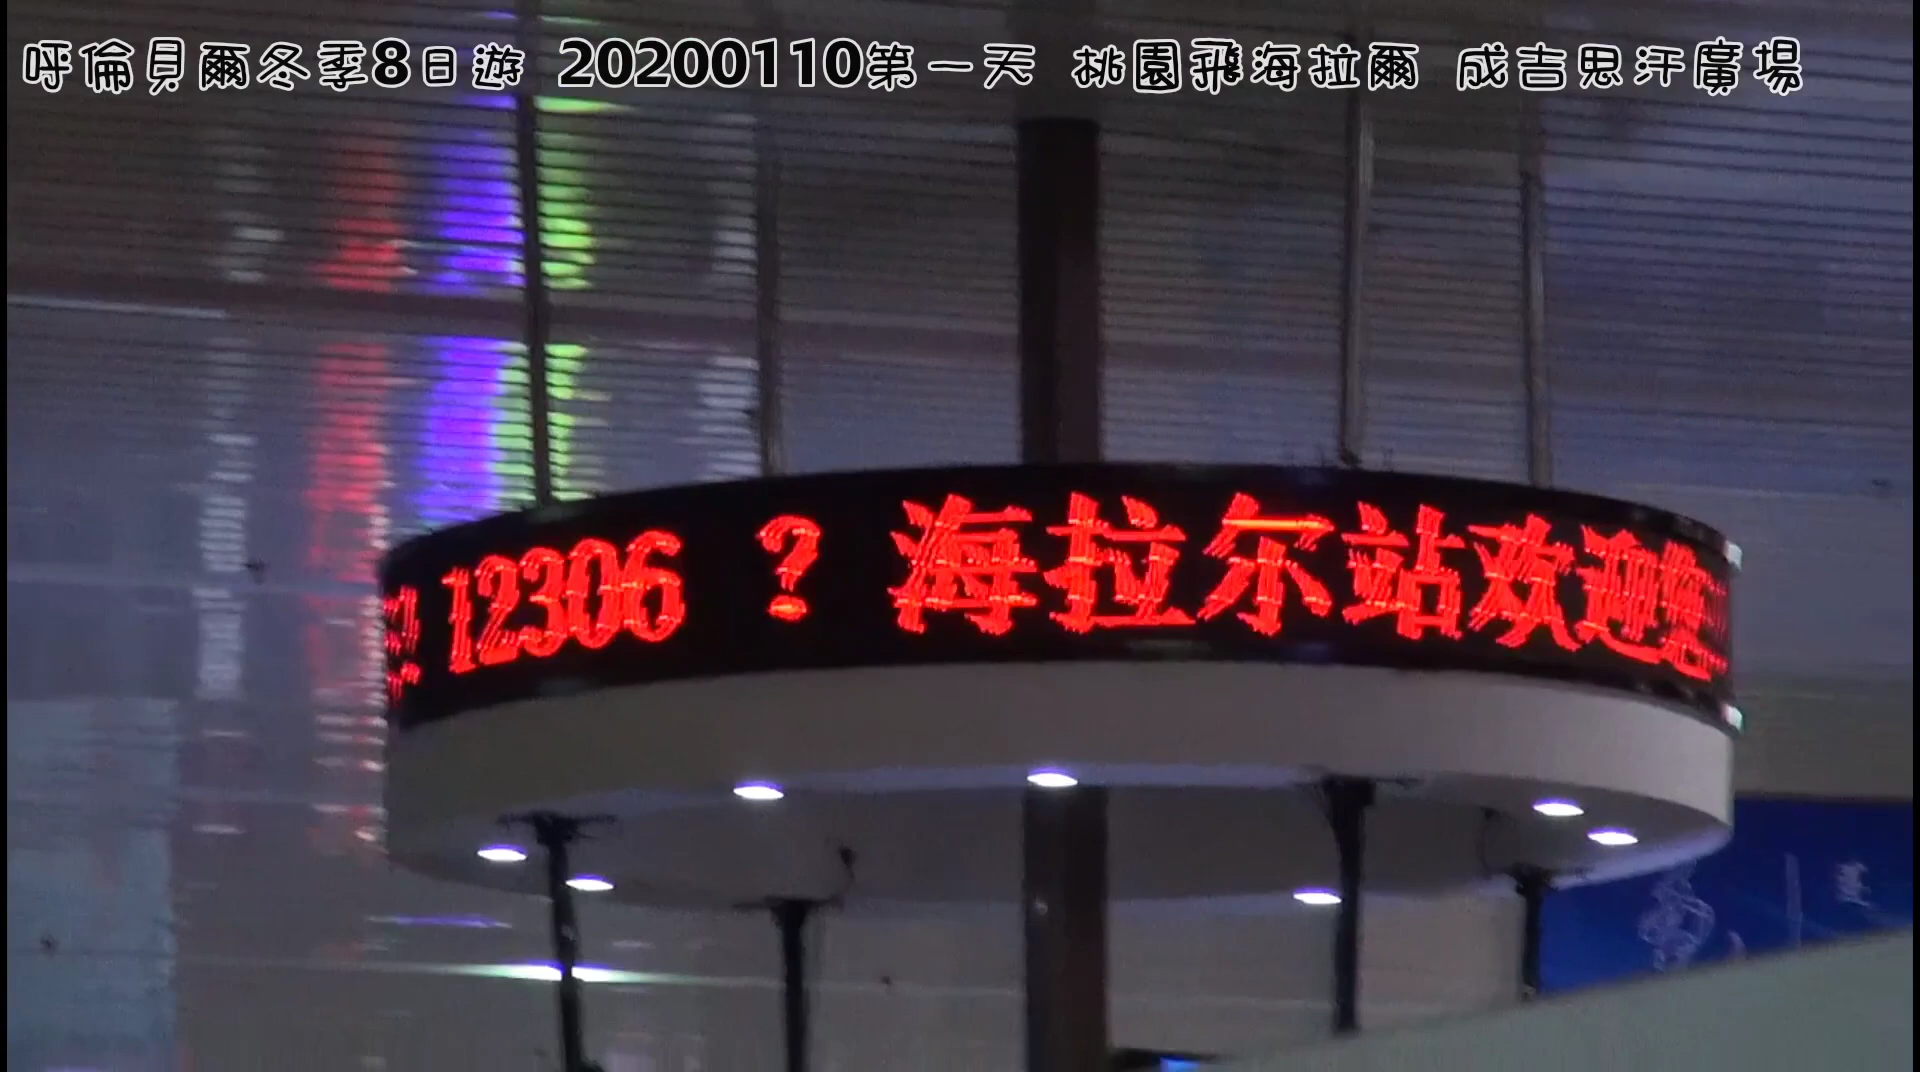 呼倫貝爾冬季8日遊 20200110第一天 桃園飛海拉爾 成吉思汗廣場
12306 ? 海拉尔站欢迎您